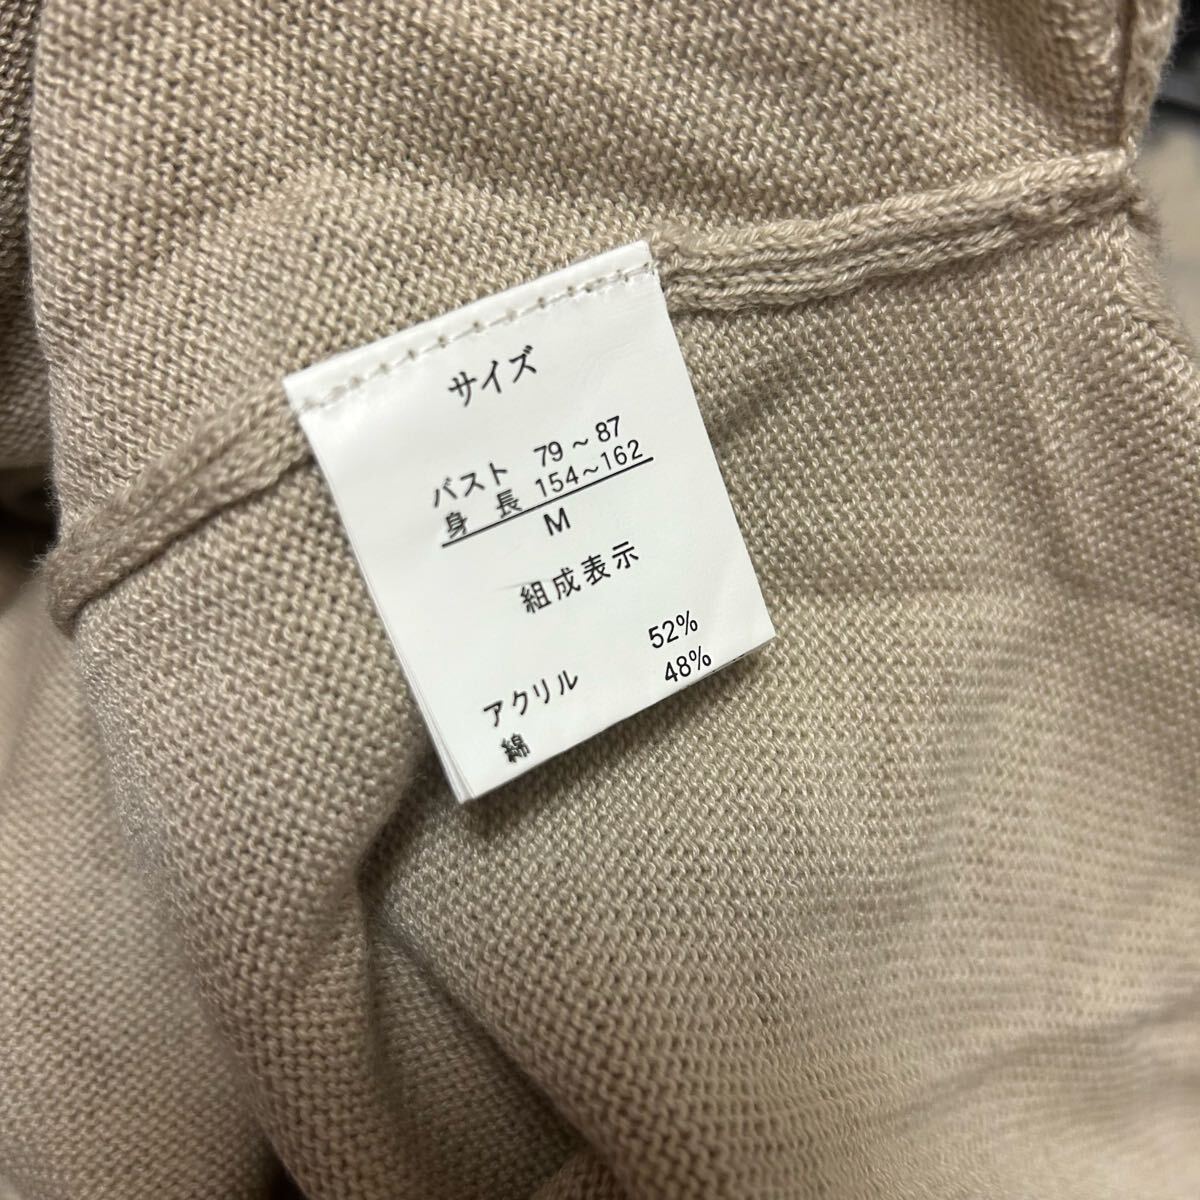 サイズ
バスト 79～87
身 長 154～162
M
組成表示
アクリル 52%
綿 48%